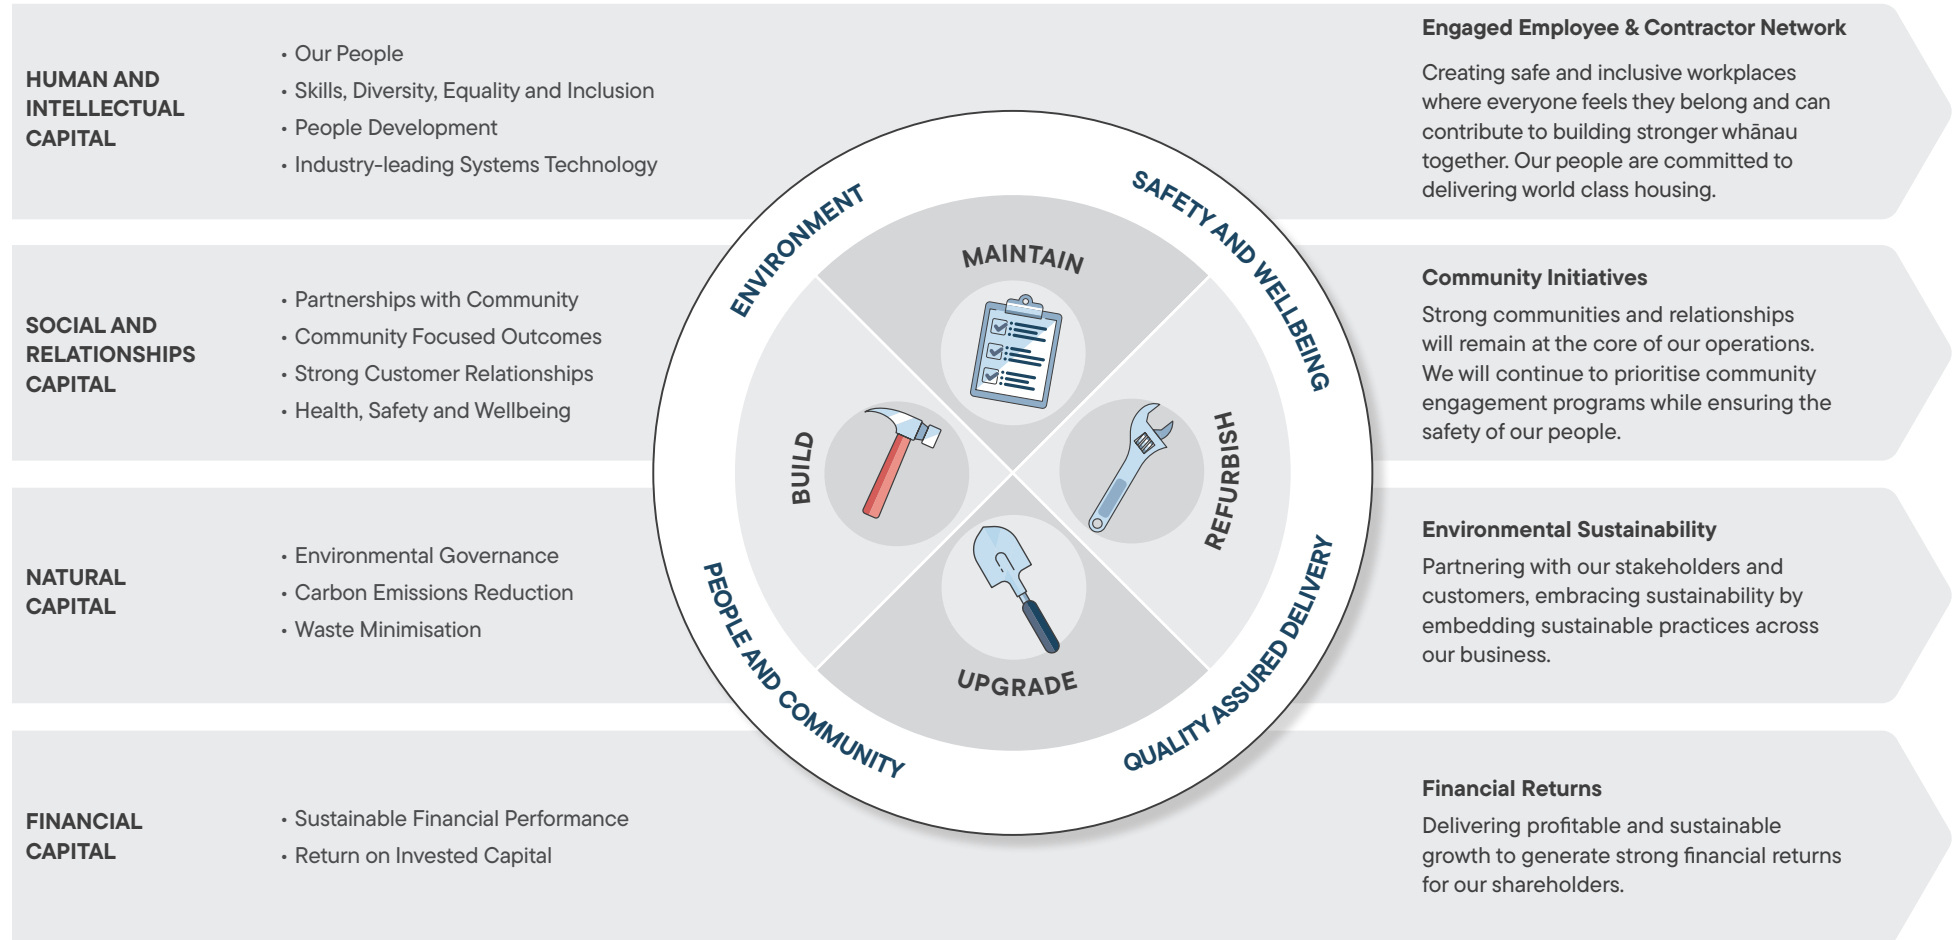 HUMAN AND
INTELLECTUAL
CAPITAL
• Our People
• Skills, Diversity, Equality and Inclusion
• People Development
• Industry-leading Systems Technology
Engaged Employee & Contractor Network
Creating safe and inclusive workplaces
where everyone feels they belong and can
contribute to building stronger whānau
together. Our people are committed to
delivering world class housing.
SOCIAL AND
RELATIONSHIPS
CAPITAL
• Partnerships with Community
• Community Focused Outcomes
• Strong Customer Relationships
• Health, Safety and Wellbeing
Community Initiatives
Strong communities and relationships
will remain at the core of our operations.
We will continue to prioritise community
engagement programs while ensuring the
safety of our people.
NATURAL
CAPITAL
• Environmental Governance
• Carbon Emissions Reduction
• Waste Minimisation
Environmental Sustainability
Partnering with our stakeholders and
customers, embracing sustainability by
embedding sustainable practices across
our business.
FINANCIAL
CAPITAL
• Sustainable Financial Performance
• Return on Invested Capital
Financial Returns
Delivering profitable and sustainable
growth to generate strong financial returns
for our shareholders.
ENVIRONMENT
SAFETY AND WELLBEING
QUALITY ASSURED DELIVERY
PEOPLE AND COMMUNITY
MAINTAIN
REFURBISH
UPGRADE
BUILD